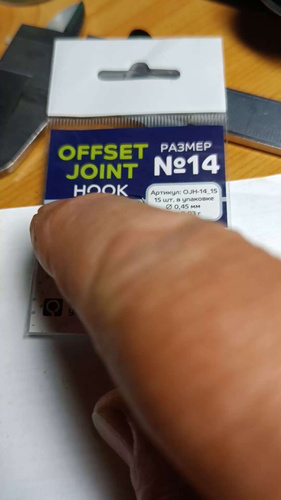 OFFSET
JOINT
HOOK
РАЗМЕР
№14
Артикул: OJH-14_15
15 шт. в упаковке
Ø 0,45 мм